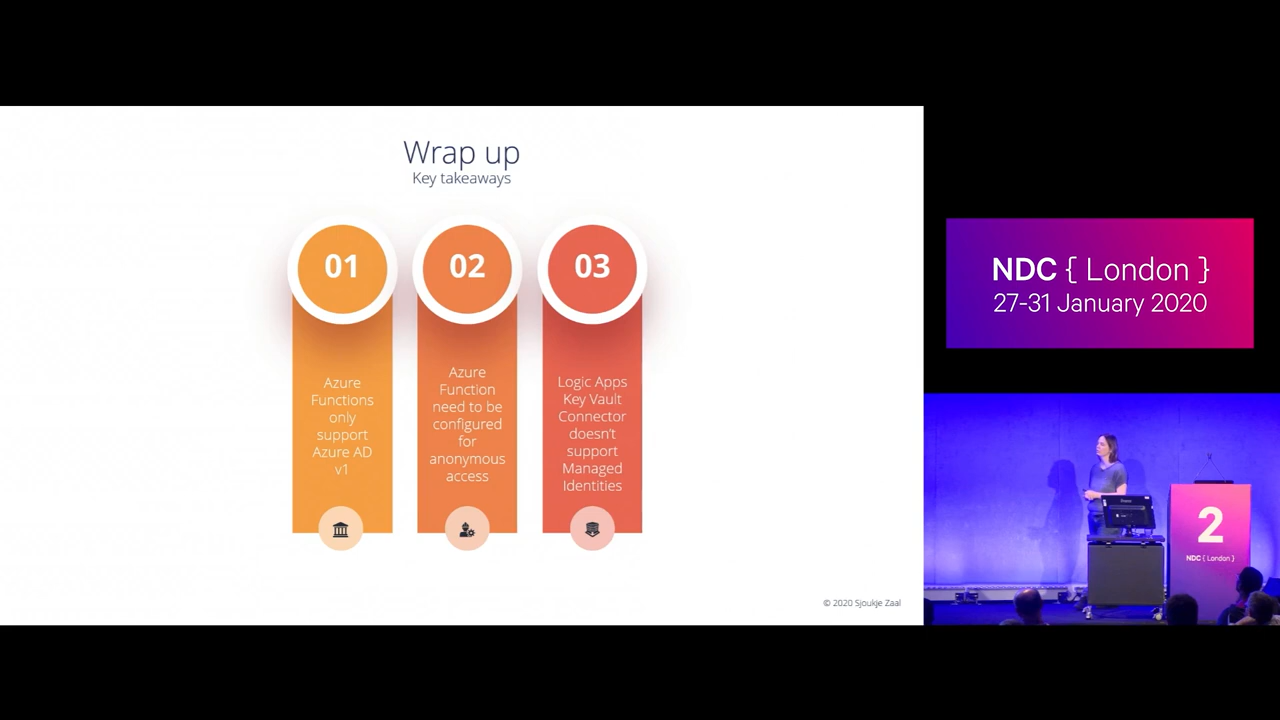 Wrap up
Key takeaways
01
Azure
Functions
only
support
Azure AD
v1
02
Azure
Function
need to be
configured
for
anonymous
access
03
Logic Apps
Key Vault
Connector
doesn't
support
Managed
Identities
© 2020 Sjoukje Zaal
NDC { London }
27-31 January 2020
2
NDC { London }